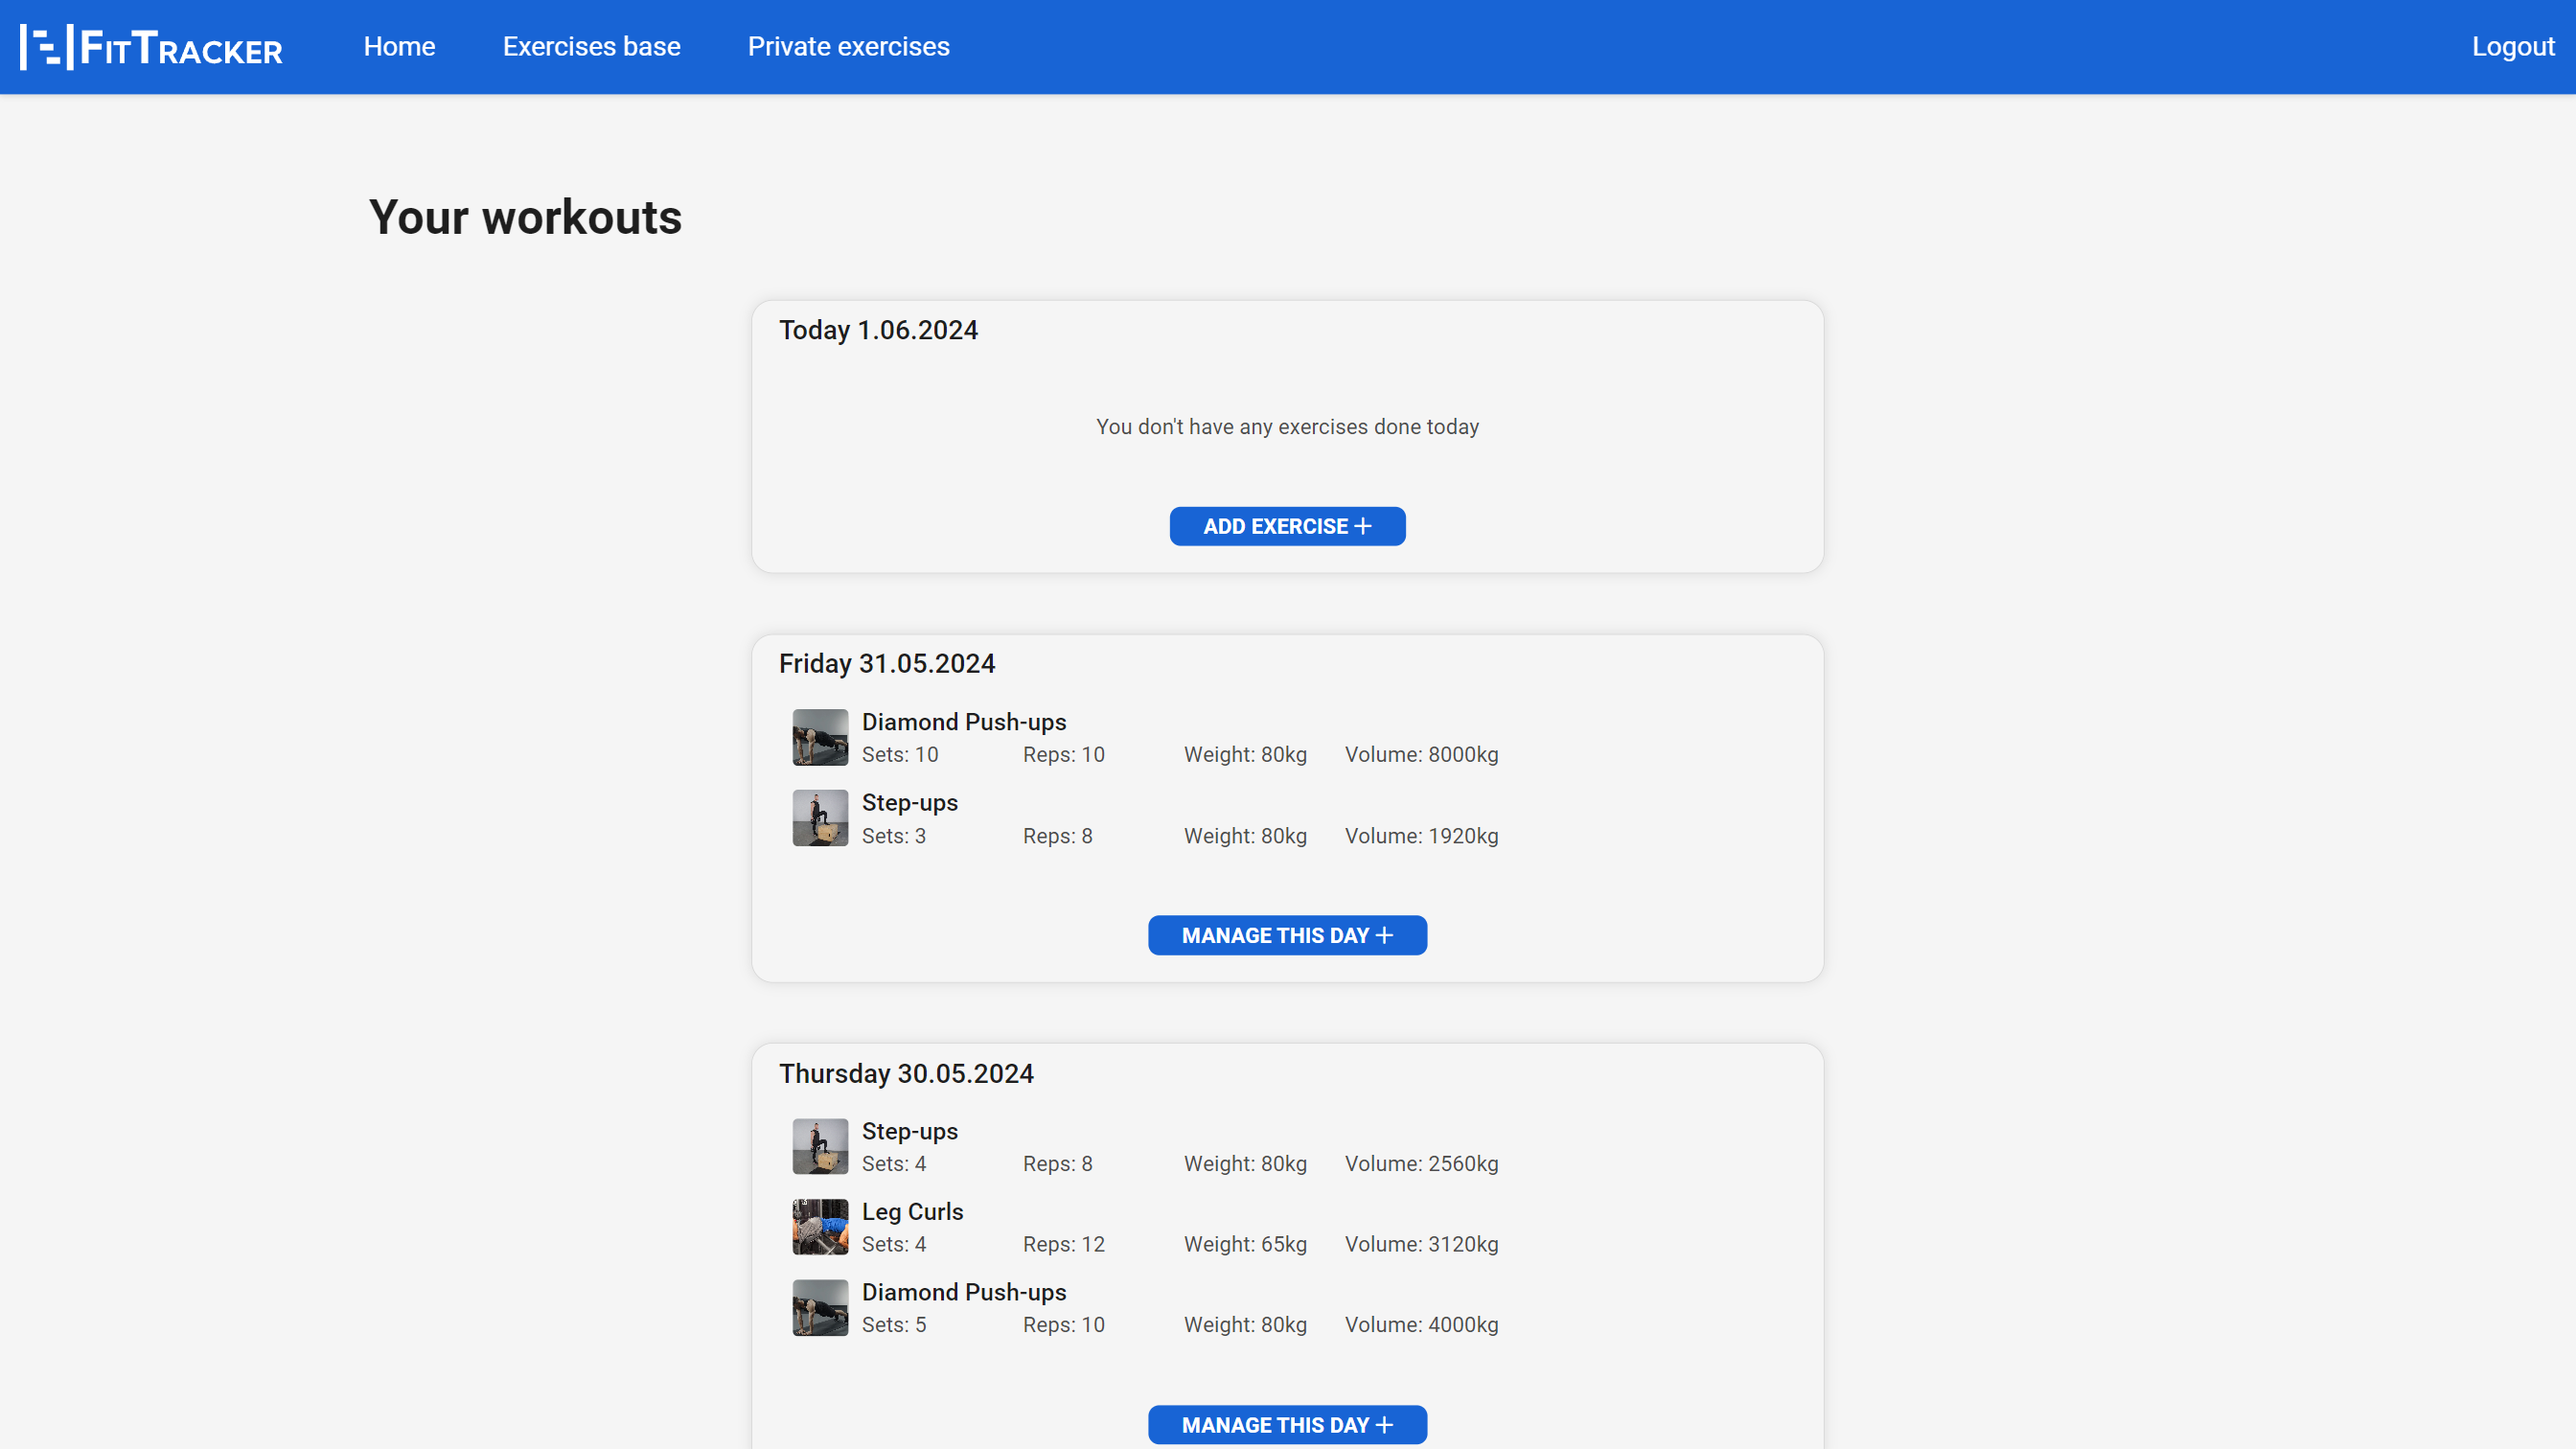 FITTRACKER Home Exercises base Private exercises Logout
Your workouts
Today 1.06.2024
You don't have any exercises done today
ADD EXERCISE +
Friday 31.05.2024
Diamond Push-ups
Sets: 10 Reps: 10 Weight: 80kg Volume: 8000kg
Step-ups
Sets: 3 Reps: 8 Weight: 80kg Volume: 1920kg
MANAGE THIS DAY +
Thursday 30.05.2024
Step-ups
Sets: 4 Reps: 8 Weight: 80kg Volume: 2560kg
Leg Curls
Sets: 4 Reps: 12 Weight: 65kg Volume: 3120kg
Diamond Push-ups
Sets: 5 Reps: 10 Weight: 80kg Volume: 4000kg
MANAGE THIS DAY +